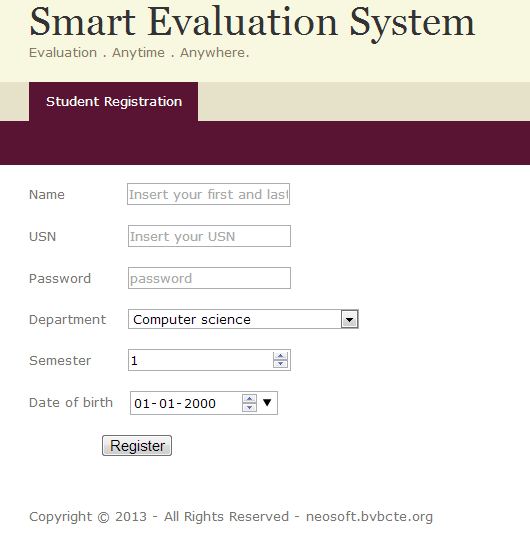 Smart Evaluation System
Evaluation . Anytime . Anywhere.
Student Registration
Name Insert your first and last
USN Insert your USN
Password password
Department Computer science
Semester 1
Date of birth 01-01-2000
Register
Copyright © 2013 - All Rights Reserved - neosoft.bvbcte.org